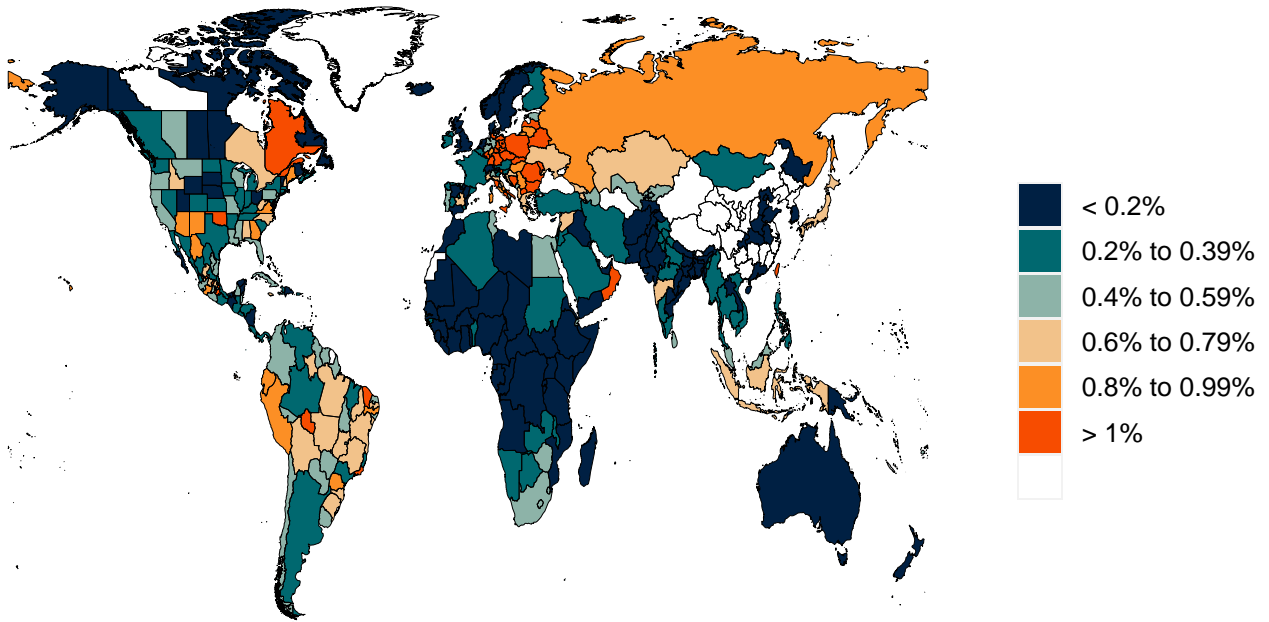 < 0.2%
0.2% to 0.39%
0.4% to 0.59%
0.6% to 0.79%
0.8% to 0.99%
> 1%